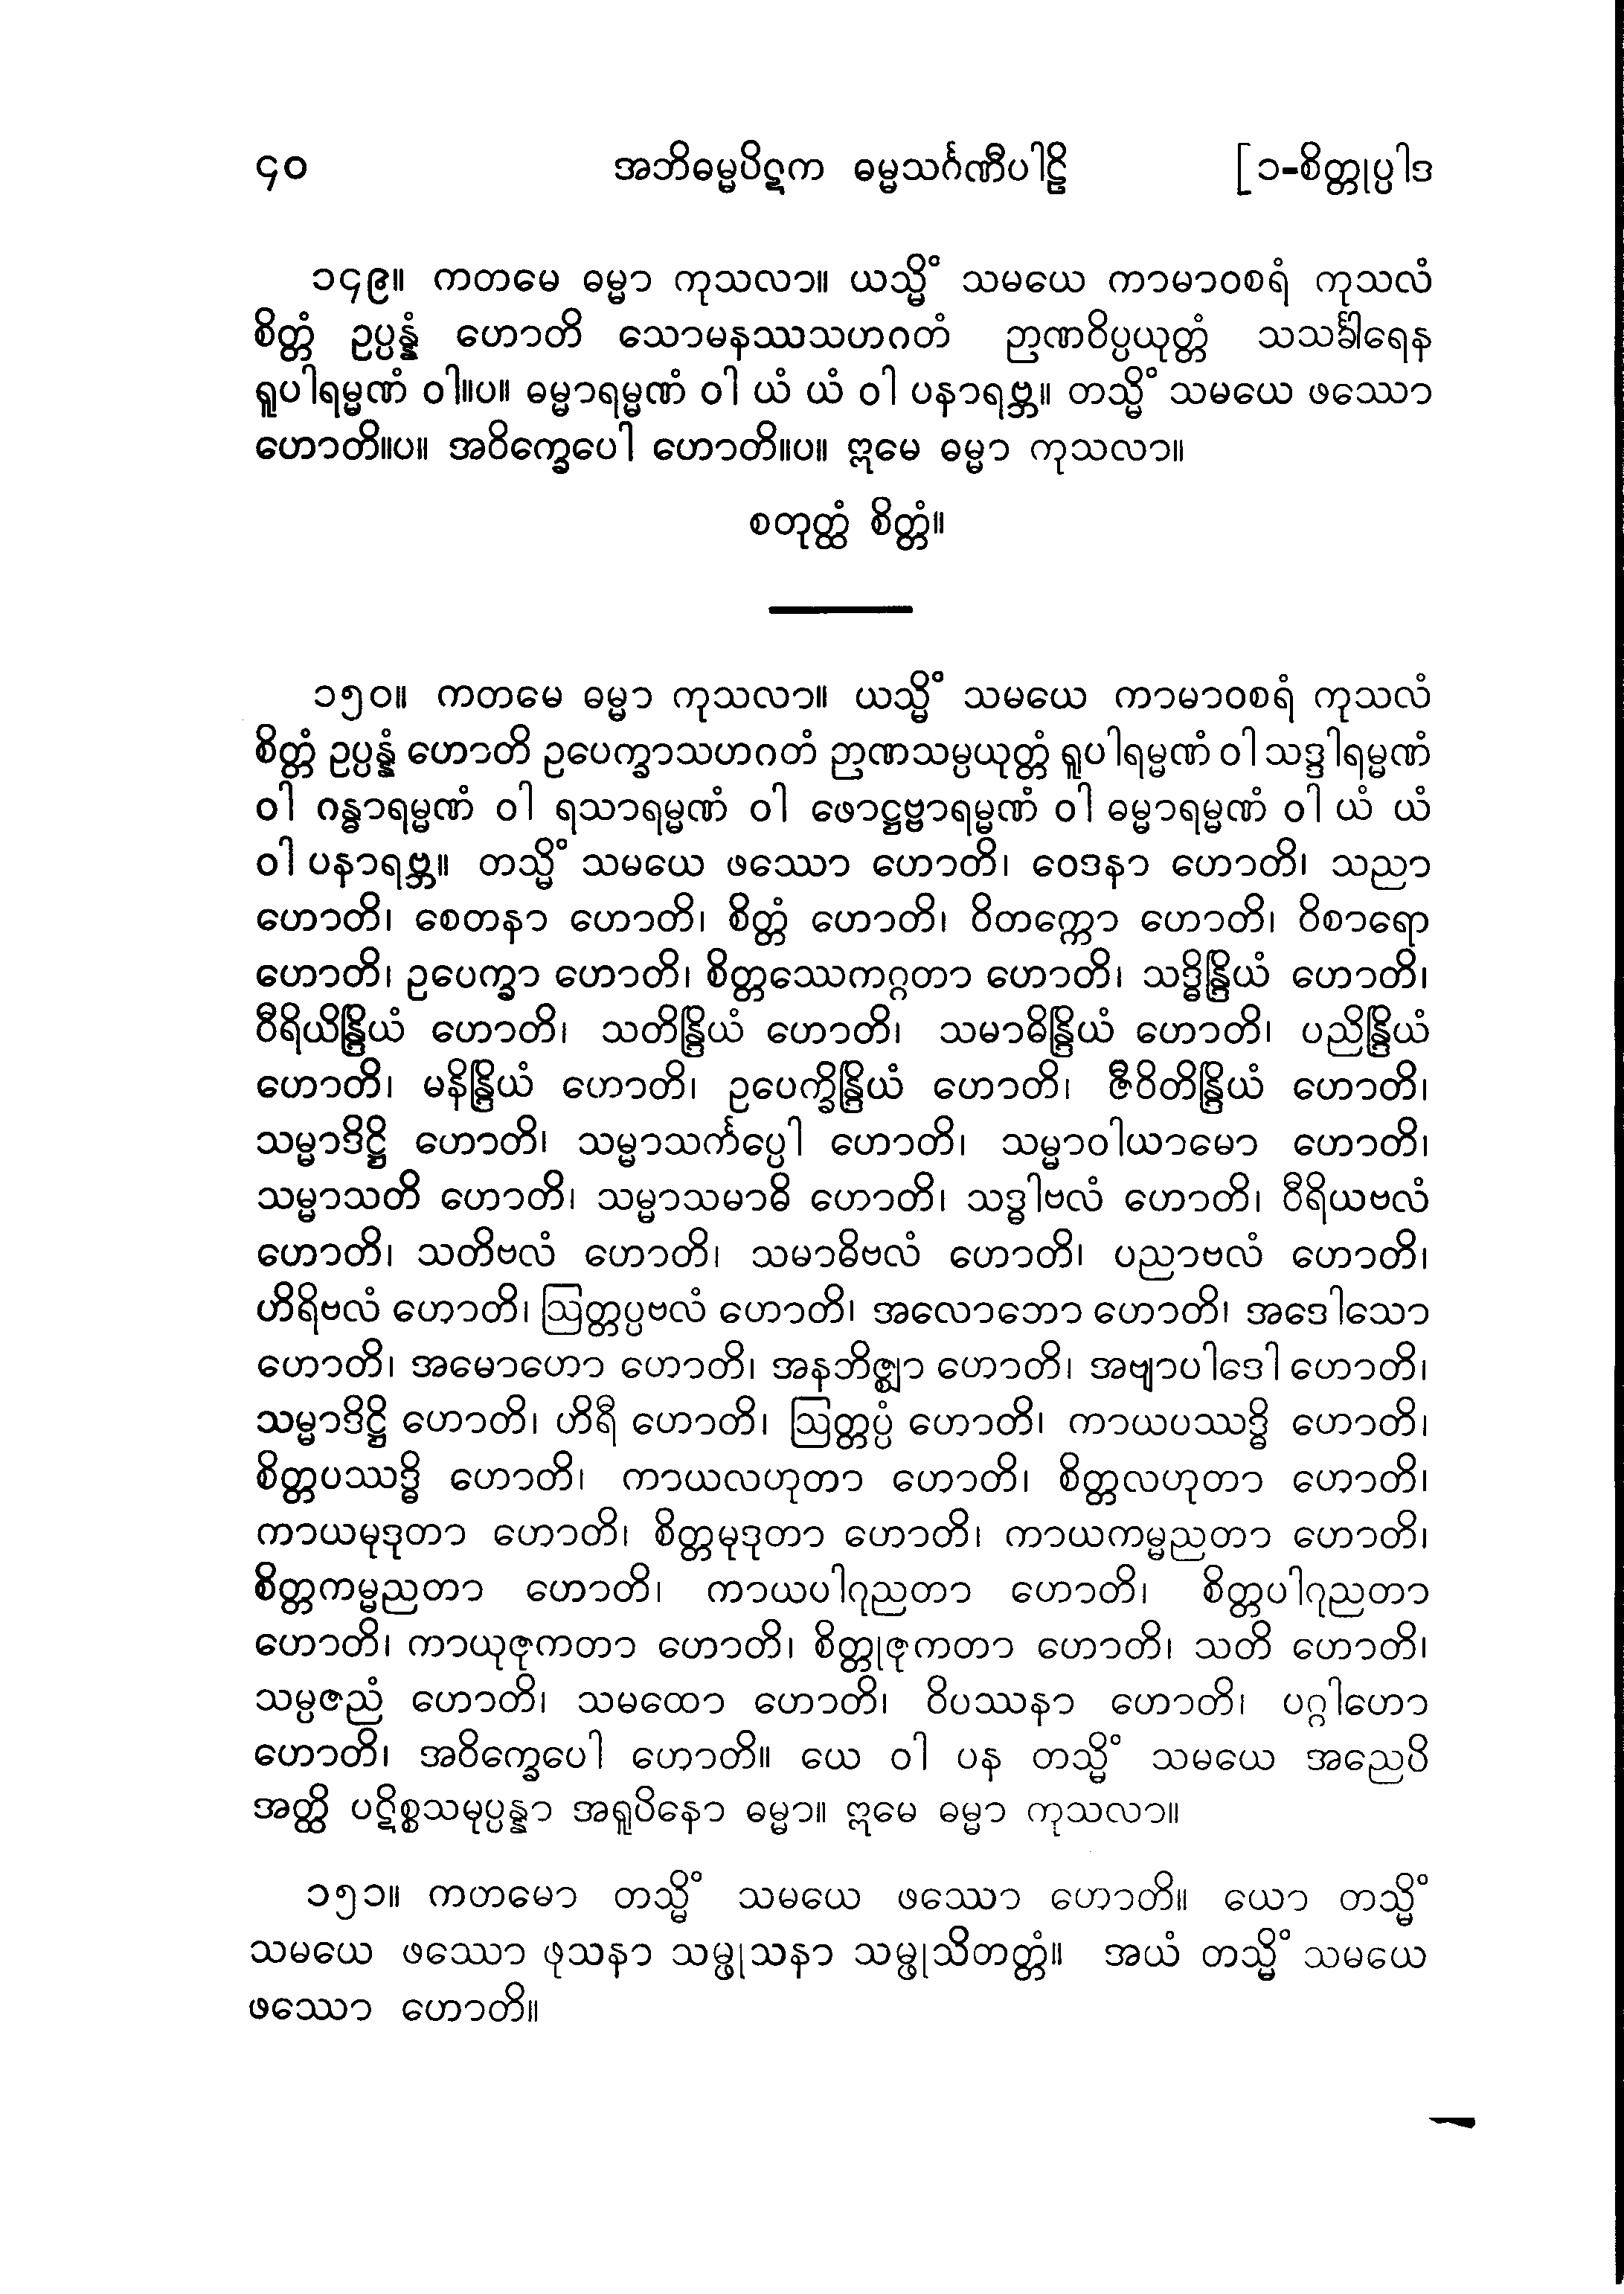 ၄၀ အဘိဓမ္မပိဋက ဓမ္မသင်္ဂဏီပါဠိ [၁-စိတ္တုပ္ပါဒ
၁၄၉။ ကတမေ ဓမ္မာ ကုသလာ။ ယသ္မိံ သမယေ ကာမာဝစရံ ကုသလံ
စိတ္တံ ဥပ္ပန္နံ ဟောတိ သောမနဿသဟဂတံ ဉာဏဝိပ္ပယုတ္တံ သသင်္ခါရေန
ရူပါရမ္မဏံ ဝါ။ပ။ ဓမ္မာရမ္မဏံ ဝါ ယံ ယံ ဝါ ပနာရဗ္ဘ။ တသ္မိံ သမယေ ဖဿော
ဟောတိ။ပ။ အဝိက္ခေပေါ ဟောတိ။ပ။ ဣမေ ဓမ္မာ ကုသလာ။
စတုတ္ထံ စိတ္တံ။
၁၅၀။ ကတမေ ဓမ္မာ ကုသလာ။ ယသ္မိံ သမယေ ကာမာဝစရံ ကုသလံ
စိတ္တံ ဥပ္ပန္နံ ဟောတိ ဥပေက္ခာသဟဂတံ ဉာဏသမ္ပယုတ္တံ ရူပါရမ္မဏံ ဝါ သဒ္ဒါရမ္မဏံ
ဝါ ဂန္ဓာရမ္မဏံ ဝါ ရသာရမ္မဏံ ဝါ ဖောဋ္ဌဗ္ဗာရမ္မဏံ ဝါ ဓမ္မာရမ္မဏံ ဝါ ယံ ယံ
ဝါ ပနာရဗ္ဘ။ တသ္မိံ သမယေ ဖဿော ဟောတိ၊ ဝေဒနာ ဟောတိ၊ သညာ
ဟောတိ၊ စေတနာ ဟောတိ၊ စိတ္တံ ဟောတိ၊ ဝိတက္ကော ဟောတိ၊ ဝိစာရော
ဟောတိ၊ ဥပေက္ခာ ဟောတိ၊ စိတ္တဿေကဂ္ဂတာ ဟောတိ၊ သဒ္ဓိန္ဒြိယံ ဟောတိ၊
ဝီရိယိန္ဒြိယံ ဟောတိ၊ သတိန္ဒြိယံ ဟောတိ၊ သမာဓိန္ဒြိယံ ဟောတိ၊ ပညိန္ဒြိယံ
ဟောတိ၊ မနိန္ဒြိယံ ဟောတိ၊ ဥပေက္ခိန္ဒြိယံ ဟောတိ၊ ဇီဝိတိန္ဒြိယံ ဟောတိ၊
သမ္မာဒိဋ္ဌိ ဟောတိ၊ သမ္မာသင်္ကပ္ပေါ ဟောတိ၊ သမ္မာဝါယာမော ဟောတိ၊
သမ္မာသတိ ဟောတိ၊ သမ္မာသမာဓိ ဟောတိ၊ သဒ္ဓါဗလံ ဟောတိ၊ ဝီရိယဗလံ
ဟောတိ၊ သတိဗလံ ဟောတိ၊ သမာဓိဗလံ ဟောတိ၊ ပညာဗလံ ဟောတိ၊
ဟိရိဗလံ ဟောတိ၊ ဩတ္တပ္ပဗလံ ဟောတိ၊ အလောဘော ဟောတိ၊ အဒေါသော
ဟောတိ၊ အမောဟော ဟောတိ၊ အနဘိဇ္ဈာ ဟောတိ၊ အဗျာပါဒေါ ဟောတိ၊
သမ္မာဒိဋ္ဌိ ဟောတိ၊ ဟိရီ ဟောတိ၊ ဩတ္တပ္ပံ ဟောတိ၊ ကာယပဿဒ္ဓိ ဟောတိ၊
စိတ္တပဿဒ္ဓိ ဟောတိ၊ ကာယလဟုတာ ဟောတိ၊ စိတ္တလဟုတာ ဟောတိ၊
ကာယမုဒုတာ ဟောတိ၊ စိတ္တမုဒုတာ ဟောတိ၊ ကာယကမ္မညတာ ဟောတိ၊
စိတ္တကမ္မညတာ ဟောတိ၊ ကာယပါဂုညတာ ဟောတိ၊ စိတ္တပါဂုညတာ
ဟောတိ၊ ကာယုဇုကတာ ဟောတိ၊ စိတ္တုဇုကတာ ဟောတိ၊ သတိ ဟောတိ၊
သမ္ပဇညံ ဟောတိ၊ သမထော ဟောတိ၊ ဝိပဿနာ ဟောတိ၊ ပဂ္ဂါဟော
ဟောတိ၊ အဝိက္ခေပေါ ဟောတိ။ ယေ ဝါ ပန တသ္မိံ သမယေ အညေပိ
အတ္ထိ ပဋိစ္စသမုပ္ပန္နာ အရူပိနော ဓမ္မာ။ ဣမေ ဓမ္မာ ကုသလာ။
၁၅၁။ ကတမော တသ္မိံ သမယေ ဖဿော ဟောတိ။ ယော တသ္မိံ
သမယေ ဖဿော ဖုသနာ သမ္ဖုသနာ သမ္ဖုသိတတ္တံ။ အယံ တသ္မိံ သမယေ
ဖဿော ဟောတိ။